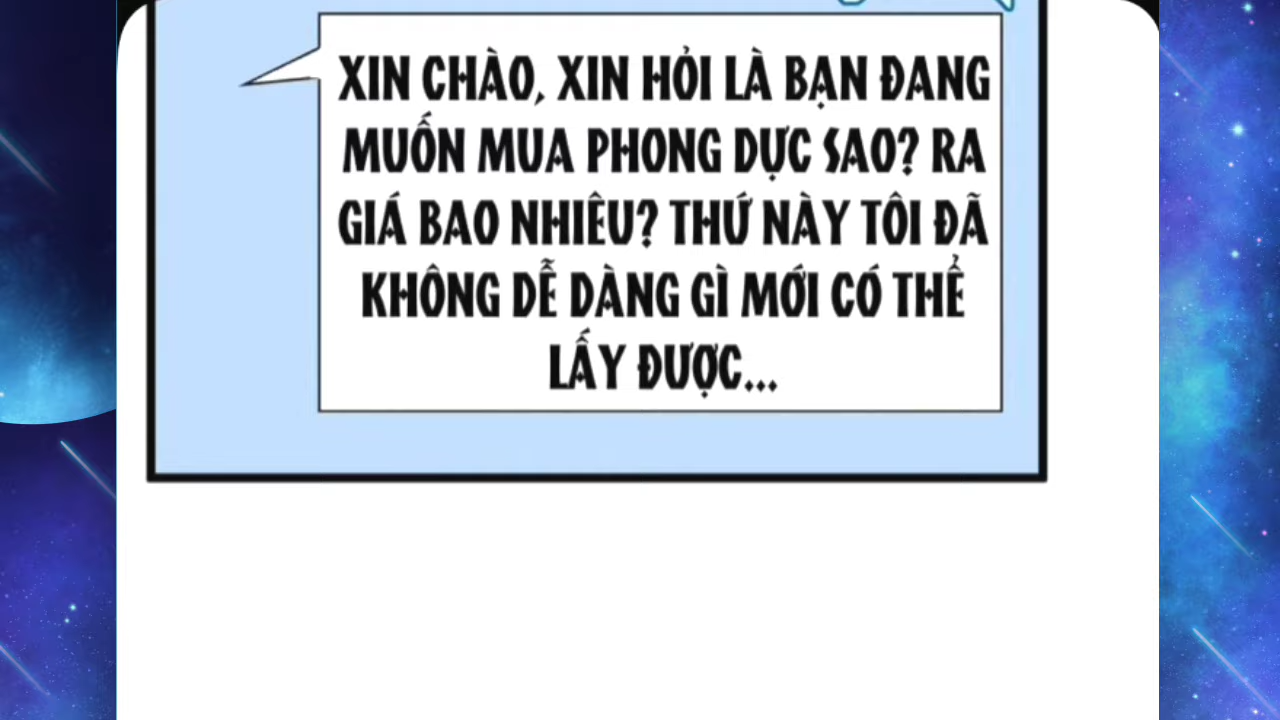 XIN CHÀO, XIN HỎI LÀ BẠN ĐANG
MUỐN MUA PHONG DỰC SAO? RA
GIÁ BAO NHIÊU? THỨ NÀY TÔI ĐÃ
KHÔNG DỄ DÀNG GÌ MỚI CÓ THỂ
LẤY ĐƯỢC...